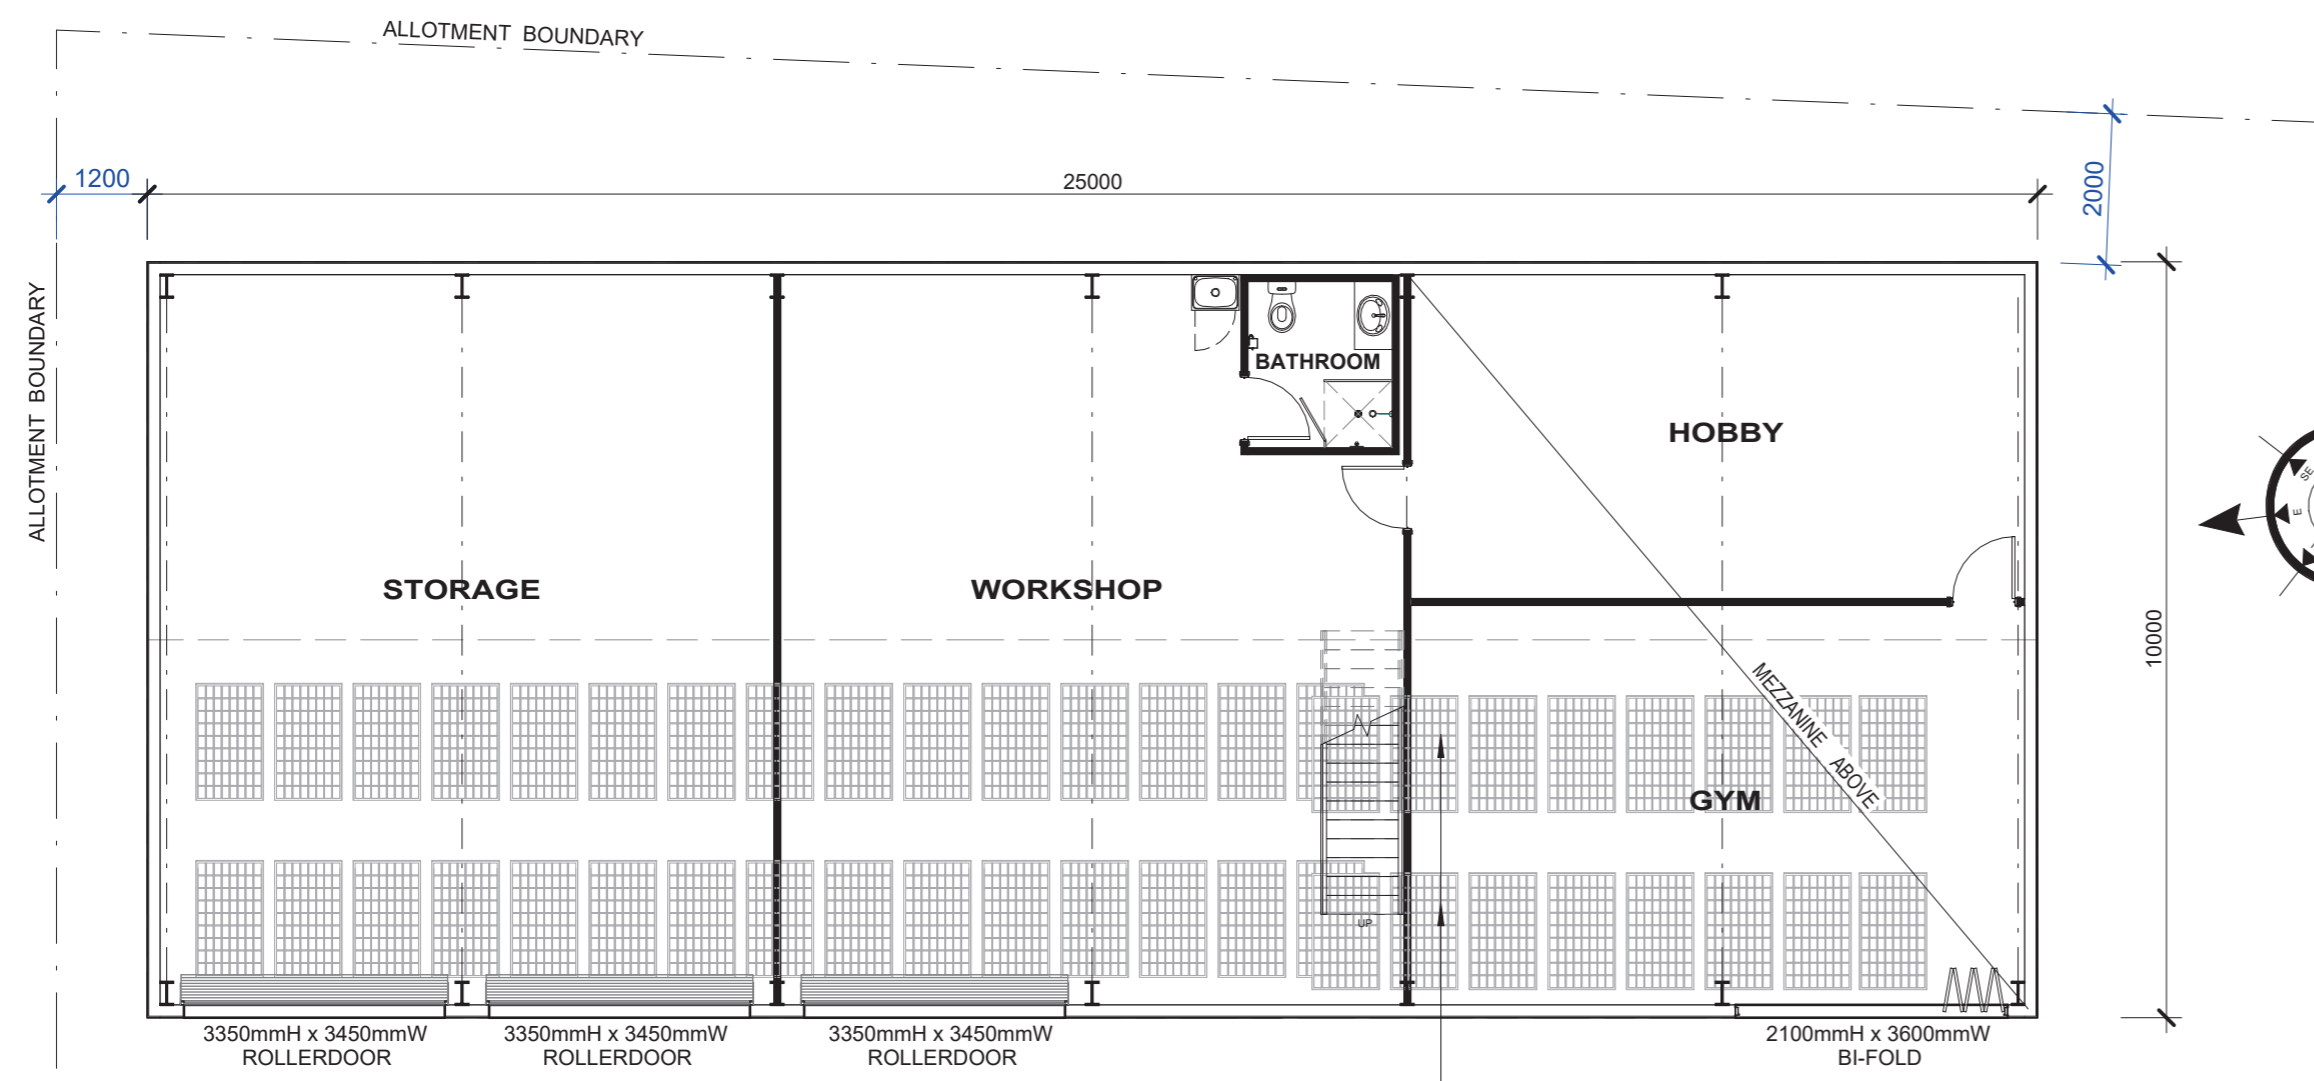 ALLOTMENT BOUNDARY
1200
25000
2000
ALLOTMENT BOUNDARY
BATHROOM
HOBBY
SE
E
STORAGE
WORKSHOP
10000
MEZZANINE ABOVE
GYM
UP
3350mmH x 3450mmW
ROLLERDOOR
3350mmH x 3450mmW
ROLLERDOOR
3350mmH x 3450mmW
ROLLERDOOR
2100mmH x 3600mmW
BI-FOLD